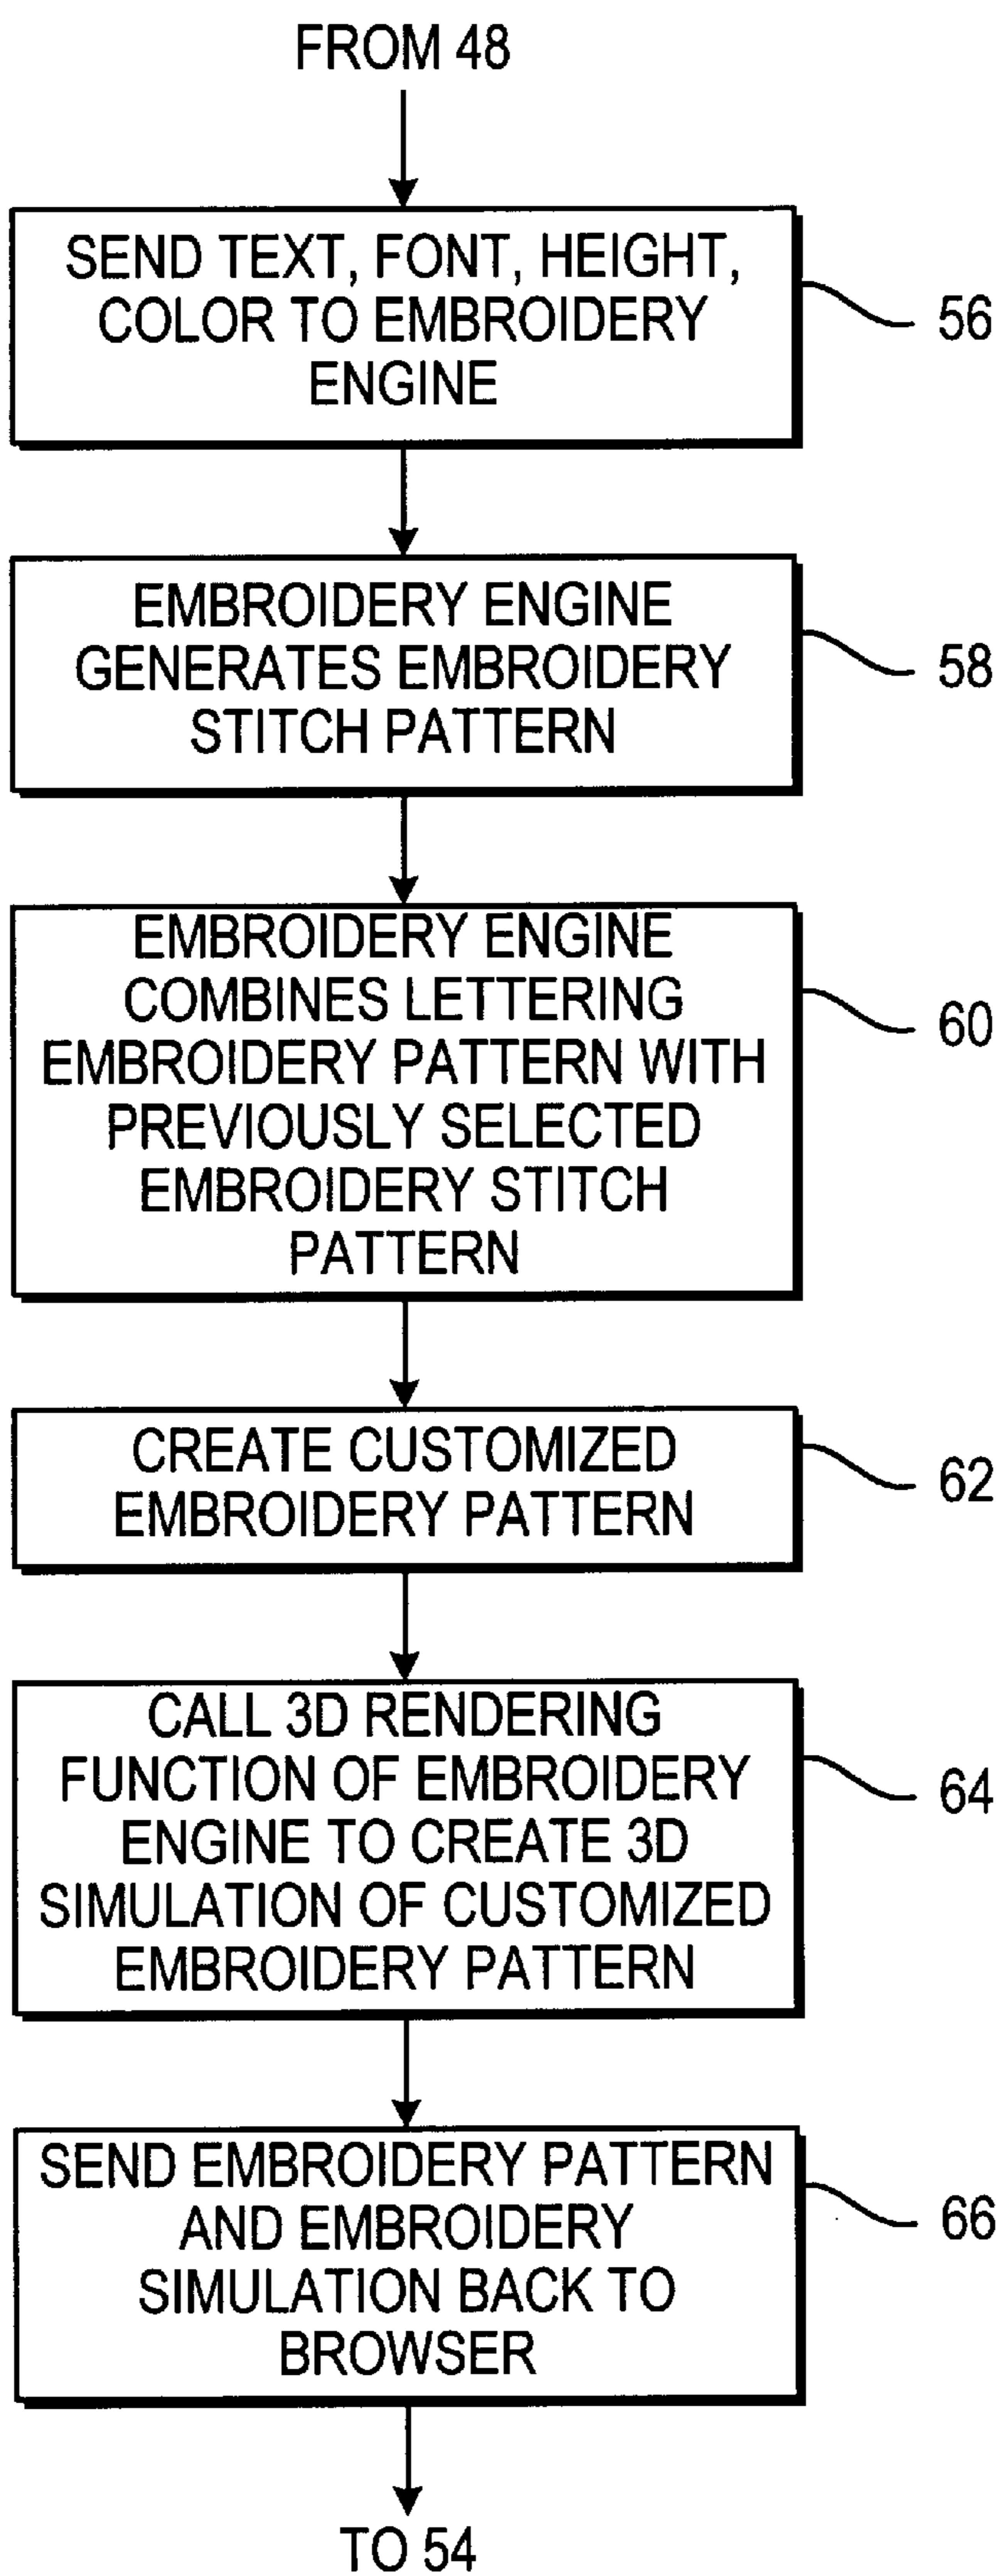 FROM 48
SEND TEXT, FONT, HEIGHT,
COLOR TO EMBROIDERY
ENGINE
56
EMBROIDERY ENGINE
GENERATES EMBROIDERY
STITCH PATTERN
58
EMBROIDERY ENGINE
COMBINES LETTERING
EMBROIDERY PATTERN WITH
PREVIOUSLY SELECTED
EMBROIDERY STITCH
PATTERN
60
CREATE CUSTOMIZED
EMBROIDERY PATTERN
62
CALL 3D RENDERING
FUNCTION OF EMBROIDERY
ENGINE TO CREATE 3D
SIMULATION OF CUSTOMIZED
EMBROIDERY PATTERN
64
SEND EMBROIDERY PATTERN
AND EMBROIDERY
SIMULATION BACK TO
BROWSER
66
TO 54